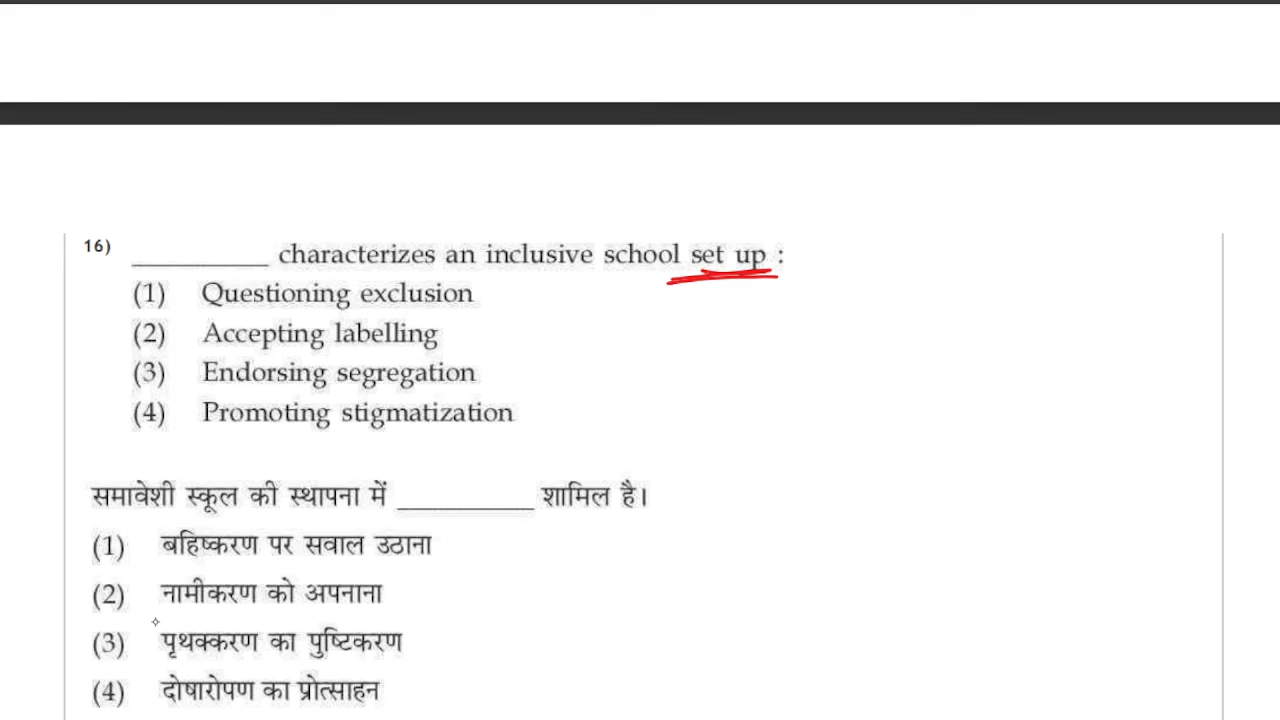 16) __________ characterizes an inclusive school set up :
(1) Questioning exclusion
(2) Accepting labelling
(3) Endorsing segregation
(4) Promoting stigmatization
समावेशी स्कूल की स्थापना में __________ शामिल है।
(1) बहिष्करण पर सवाल उठाना
(2) नामीकरण को अपनाना
(3) पृथक्करण का पुष्टिकरण
(4) दोषारोपण का प्रोत्साहन